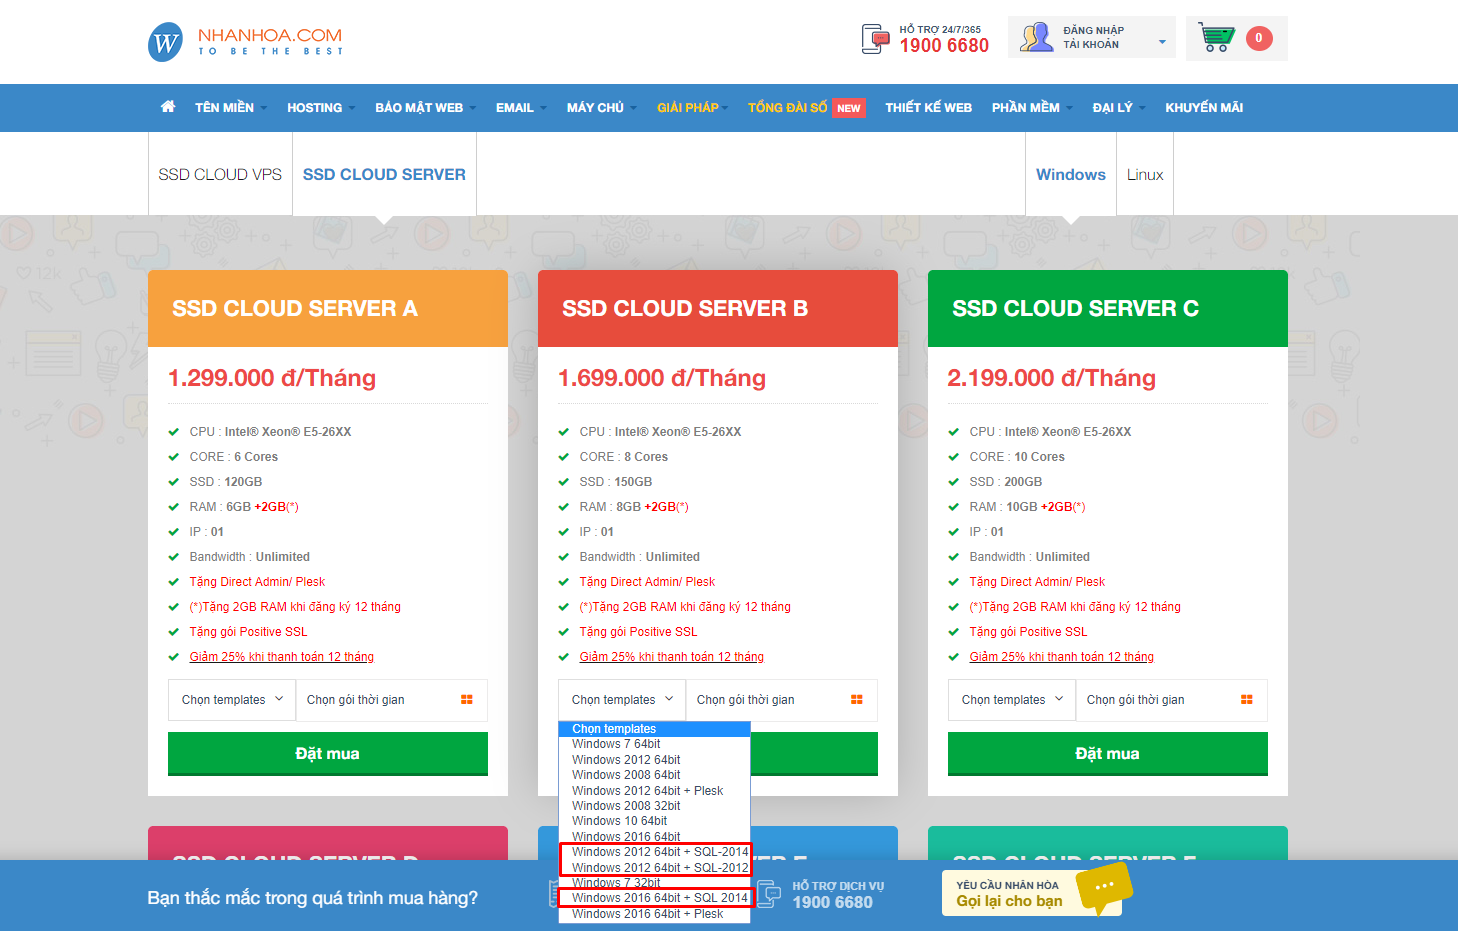 NHANHOA.COM
TO BE THE BEST
HỖ TRỢ 24/7/365
1900 6680
ĐĂNG NHẬP
TÀI KHOẢN
0
TÊN MIỀN
HOSTING
BẢO MẬT WEB
EMAIL
MÁY CHỦ
GIẢI PHÁP
TỔNG ĐÀI SỐ NEW
THIẾT KẾ WEB
PHẦN MỀM
ĐẠI LÝ
KHUYẾN MÃI
SSD CLOUD VPS
SSD CLOUD SERVER
Windows
Linux
SSD CLOUD SERVER A
1.299.000 đ/Tháng
CPU : Intel® Xeon® E5-26XX
CORE : 6 Cores
SSD : 120GB
RAM : 6GB +2GB(*)
IP : 01
Bandwidth : Unlimited
Tặng Direct Admin/ Plesk
(*)Tặng 2GB RAM khi đăng ký 12 tháng
Tặng gói Positive SSL
Giảm 25% khi thanh toán 12 tháng
Chọn templates
Chọn gói thời gian
Đặt mua
SSD CLOUD SERVER B
1.699.000 đ/Tháng
CPU : Intel® Xeon® E5-26XX
CORE : 8 Cores
SSD : 150GB
RAM : 8GB +2GB(*)
IP : 01
Bandwidth : Unlimited
Tặng Direct Admin/ Plesk
(*)Tặng 2GB RAM khi đăng ký 12 tháng
Tặng gói Positive SSL
Giảm 25% khi thanh toán 12 tháng
Chọn templates
Chọn gói thời gian
Chọn templates
Windows 7 64bit
Windows 2012 64bit
Windows 2008 64bit
Windows 2012 64bit + Plesk
Windows 2008 32bit
Windows 10 64bit
Windows 2016 64bit
Windows 2012 64bit + SQL-2014
Windows 2012 64bit + SQL-2012
Windows 7 32bit
Windows 2016 64bit + SQL 2014
Windows 2016 64bit + Plesk
SSD CLOUD SERVER C
2.199.000 đ/Tháng
CPU : Intel® Xeon® E5-26XX
CORE : 10 Cores
SSD : 200GB
RAM : 10GB +2GB(*)
IP : 01
Bandwidth : Unlimited
Tặng Direct Admin/ Plesk
(*)Tặng 2GB RAM khi đăng ký 12 tháng
Tặng gói Positive SSL
Giảm 25% khi thanh toán 12 tháng
Chọn templates
Chọn gói thời gian
Đặt mua
Bạn thắc mắc trong quá trình mua hàng?
HỖ TRỢ DỊCH VỤ
1900 6680
YÊU CẦU NHÂN HÒA
Gọi lại cho bạn